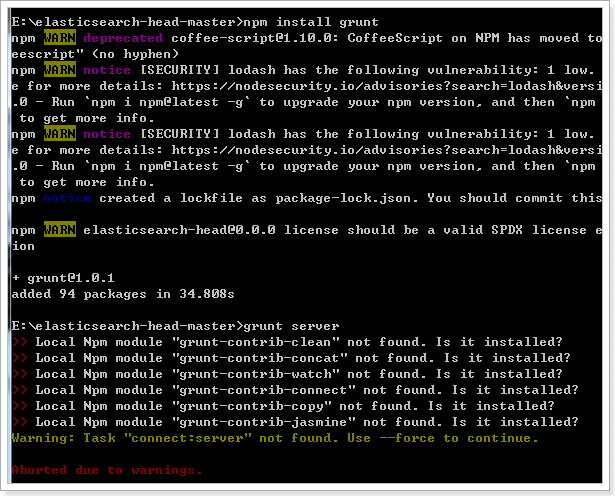 E:\elasticsearch-head-master>npm install grunt
npm WARN deprecated coffee-script@1.10.0: CoffeeScript on NPM has moved to
eescript" (no hyphen)
npm WARN notice [SECURITY] lodash has the following vulnerability: 1 low.
e for more details: https://nodesecurity.io/advisories?search=lodash&versi
.0 - Run `npm i npm@latest -g` to upgrade your npm version, and then `npm
to get more info.
npm WARN notice [SECURITY] lodash has the following vulnerability: 1 low.
e for more details: https://nodesecurity.io/advisories?search=lodash&versi
.0 - Run `npm i npm@latest -g` to upgrade your npm version, and then `npm
to get more info.
npm notice created a lockfile as package-lock.json. You should commit this
npm WARN elasticsearch-head@0.0.0 license should be a valid SPDX license e
ion
+ grunt@1.0.1
added 94 packages in 34.808s
E:\elasticsearch-head-master>grunt server
>> Local Npm module "grunt-contrib-clean" not found. Is it installed?
>> Local Npm module "grunt-contrib-concat" not found. Is it installed?
>> Local Npm module "grunt-contrib-watch" not found. Is it installed?
>> Local Npm module "grunt-contrib-connect" not found. Is it installed?
>> Local Npm module "grunt-contrib-copy" not found. Is it installed?
>> Local Npm module "grunt-contrib-jasmine" not found. Is it installed?
Warning: Task "connect:server" not found. Use --force to continue.
Aborted due to warnings.